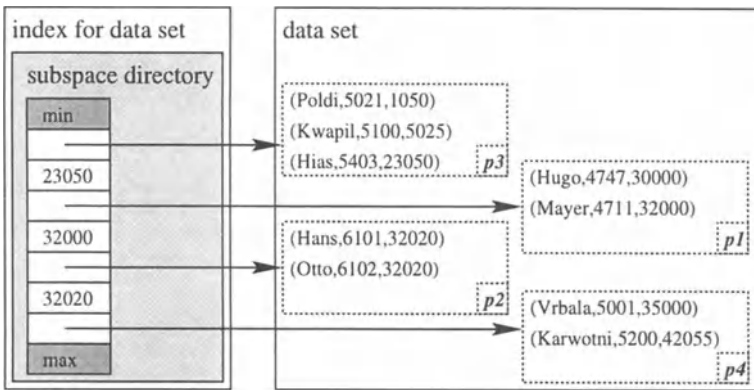 index for data set
subspace directory
min
23050
32000
32020
max
data set
(Poldi,5021,1050)
(Kwapil,5100,5025)
(Hias,5403,23050)
p3
(Hugo,4747,30000)
(Mayer,4711,32000)
p1
(Hans,6101,32020)
(Otto,6102,32020)
p2
(Vrbala,5001,35000)
(Karwotni,5200,42055)
p4